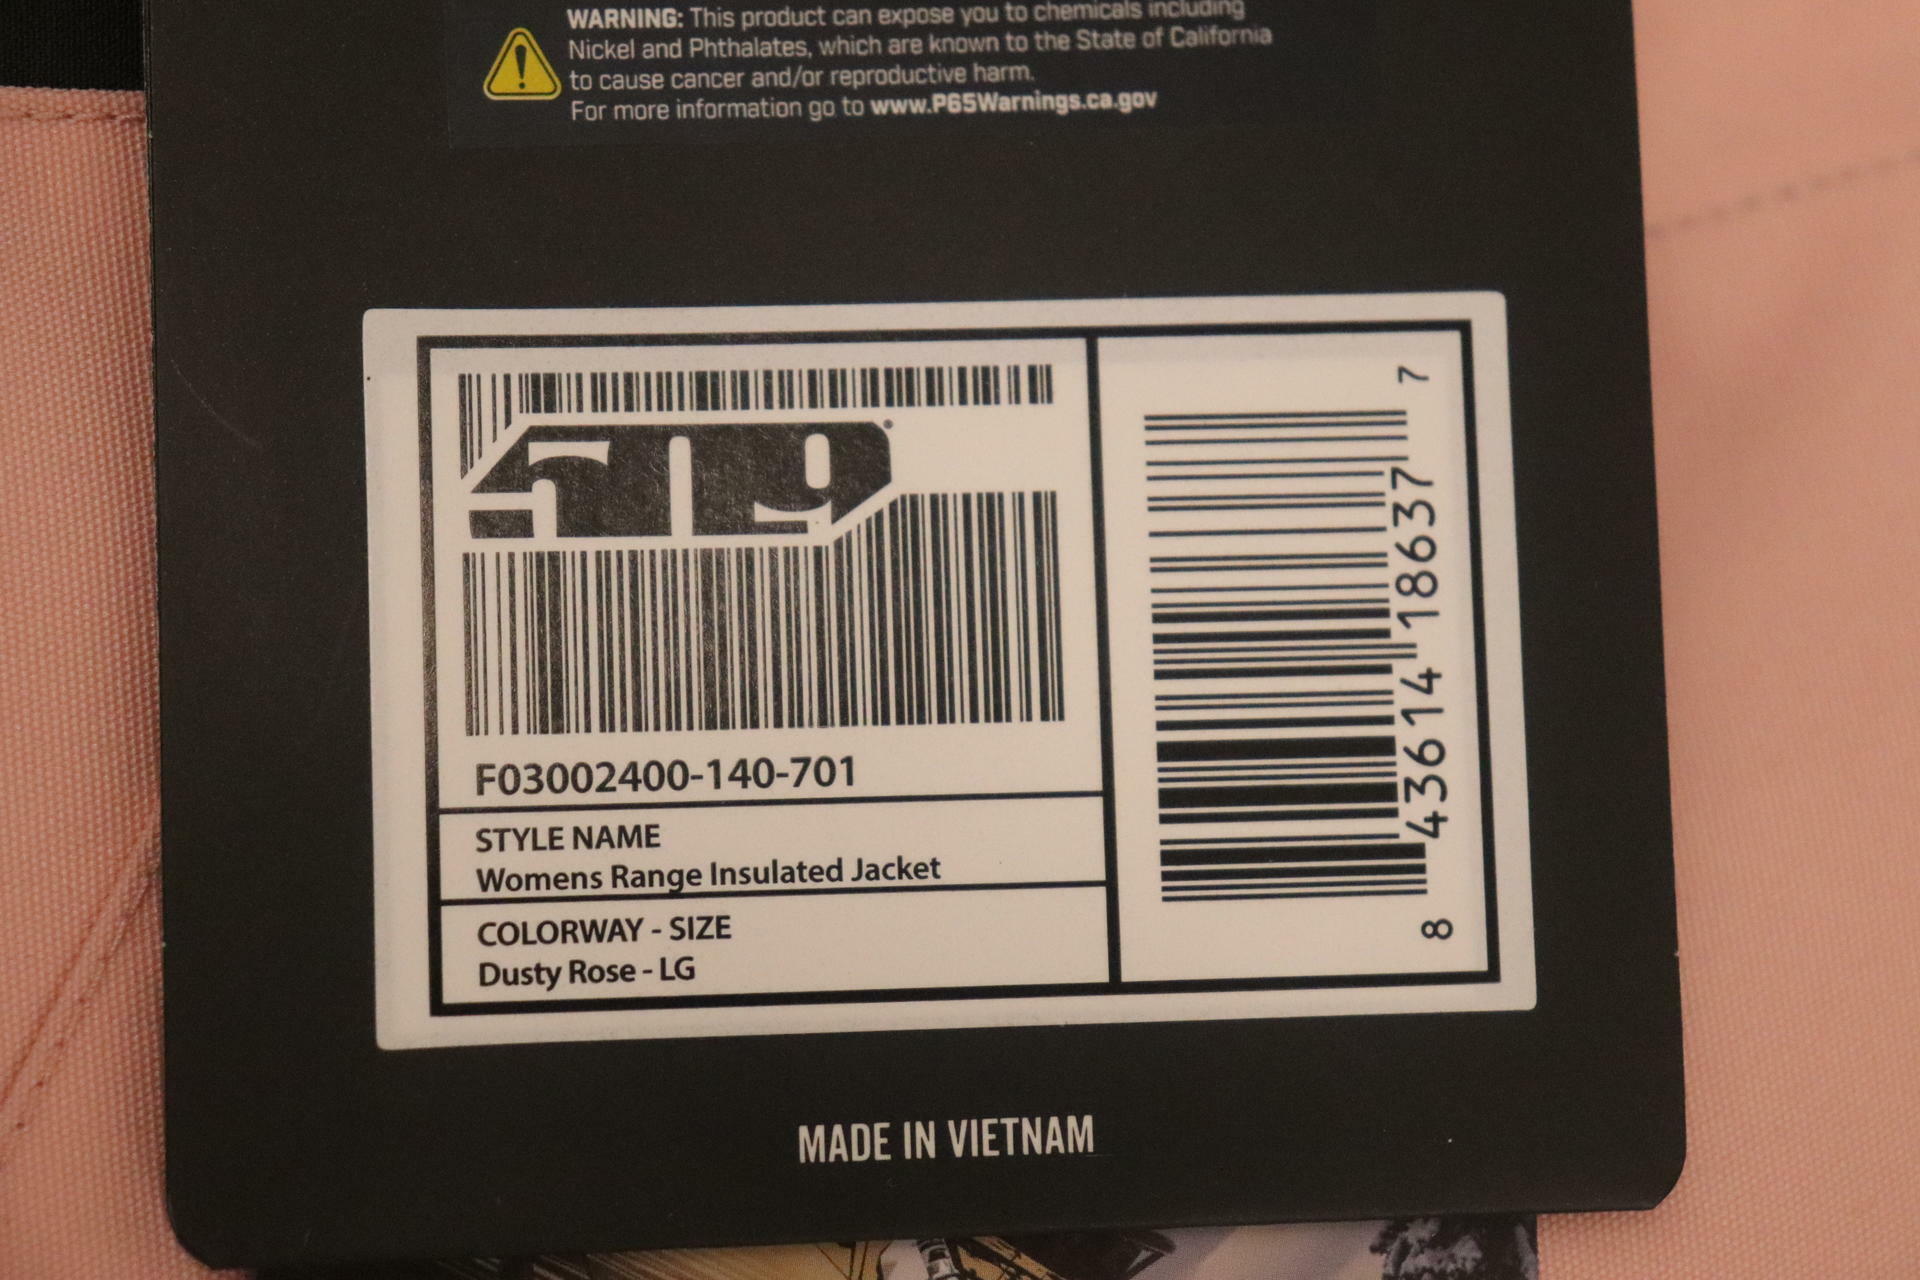 WARNING: This product can expose you to chemicals including
Nickel and Phthalates, which are known to the State of California
to cause cancer and/or reproductive harm.
For more information go to www.P65Warnings.ca.gov
509
F03002400-140-701
STYLE NAME
Womens Range Insulated Jacket
COLORWAY - SIZE
Dusty Rose - LG
8 43614 18637 7
MADE IN VIETNAM